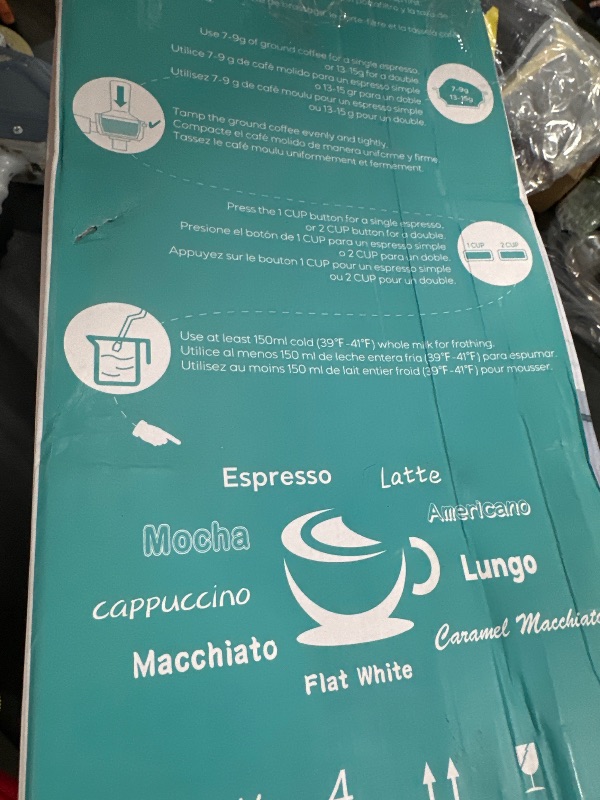 Use 7-9g of ground coffee for a single espresso,
or 13-15g for a double.
Utilice 7-9 g de café molido para un espresso simple
o 13-15 gr para un doble
Utilisez 7-9 g de café moulu pour un espresso simple
ou 13-15 g pour un double.
7-9g
13-15g
Tamp the ground coffee evenly and tightly.
Compacte el café molido de manera uniforme y firme
Tassez le café moulu uniformément et fermement.
Press the 1 CUP button for a single espresso,
or 2 CUP button for a double.
Presione el botón de 1 CUP para un espresso simple
o 2 CUP para un doble.
Appuyez sur le bouton 1 CUP pour un espresso simple
ou 2 CUP pour un double.
1 CUP 2 CUP
Use at least 150ml cold (39°F-41°F) whole milk for frothing.
Utilice al menos 150 ml de leche entera fria (39°F-41°F) para espumar.
Utilisez au moins 150 ml de lait entier froid (39°F-41°F) pour mousser.
Espresso Latte
Americano
Mocha
Lungo
cappuccino
Caramel Macchiato
Macchiato
Flat White
4